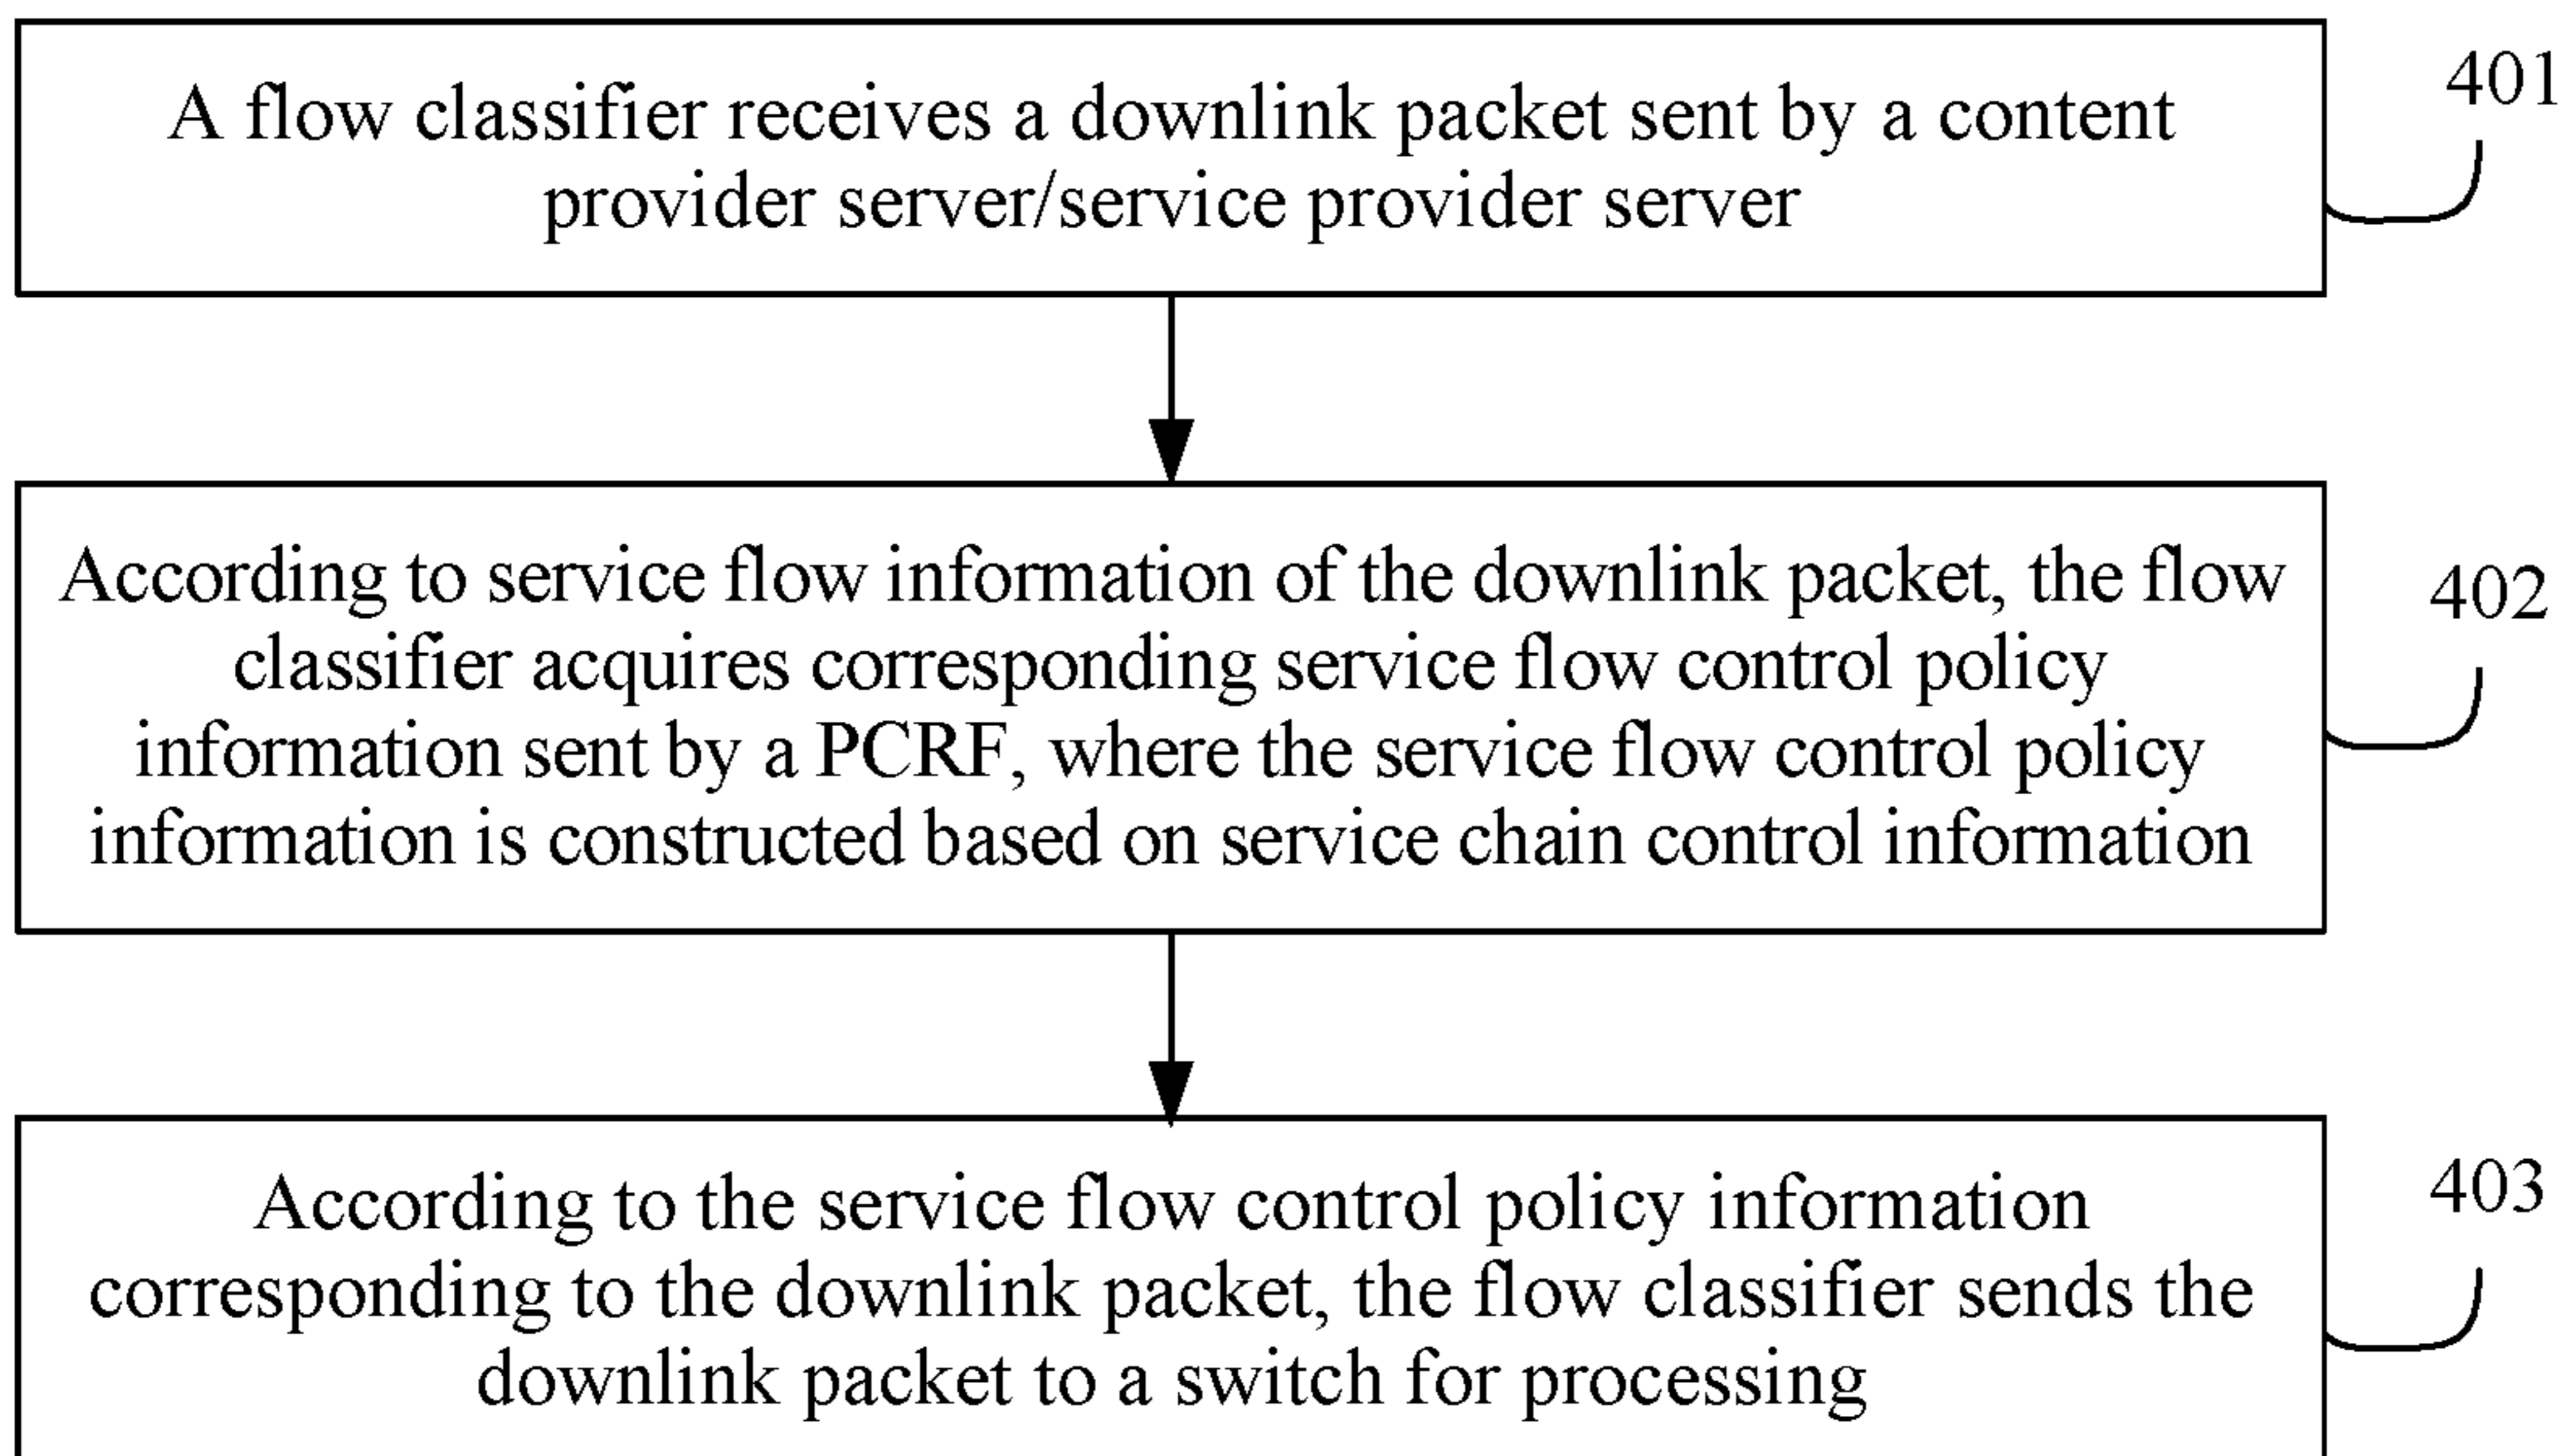 A flow classifier receives a downlink packet sent by a content
provider server/service provider server
401
According to service flow information of the downlink packet, the flow
classifier acquires corresponding service flow control policy
information sent by a PCRF, where the service flow control policy
information is constructed based on service chain control information
402
According to the service flow control policy information
corresponding to the downlink packet, the flow classifier sends the
downlink packet to a switch for processing
403